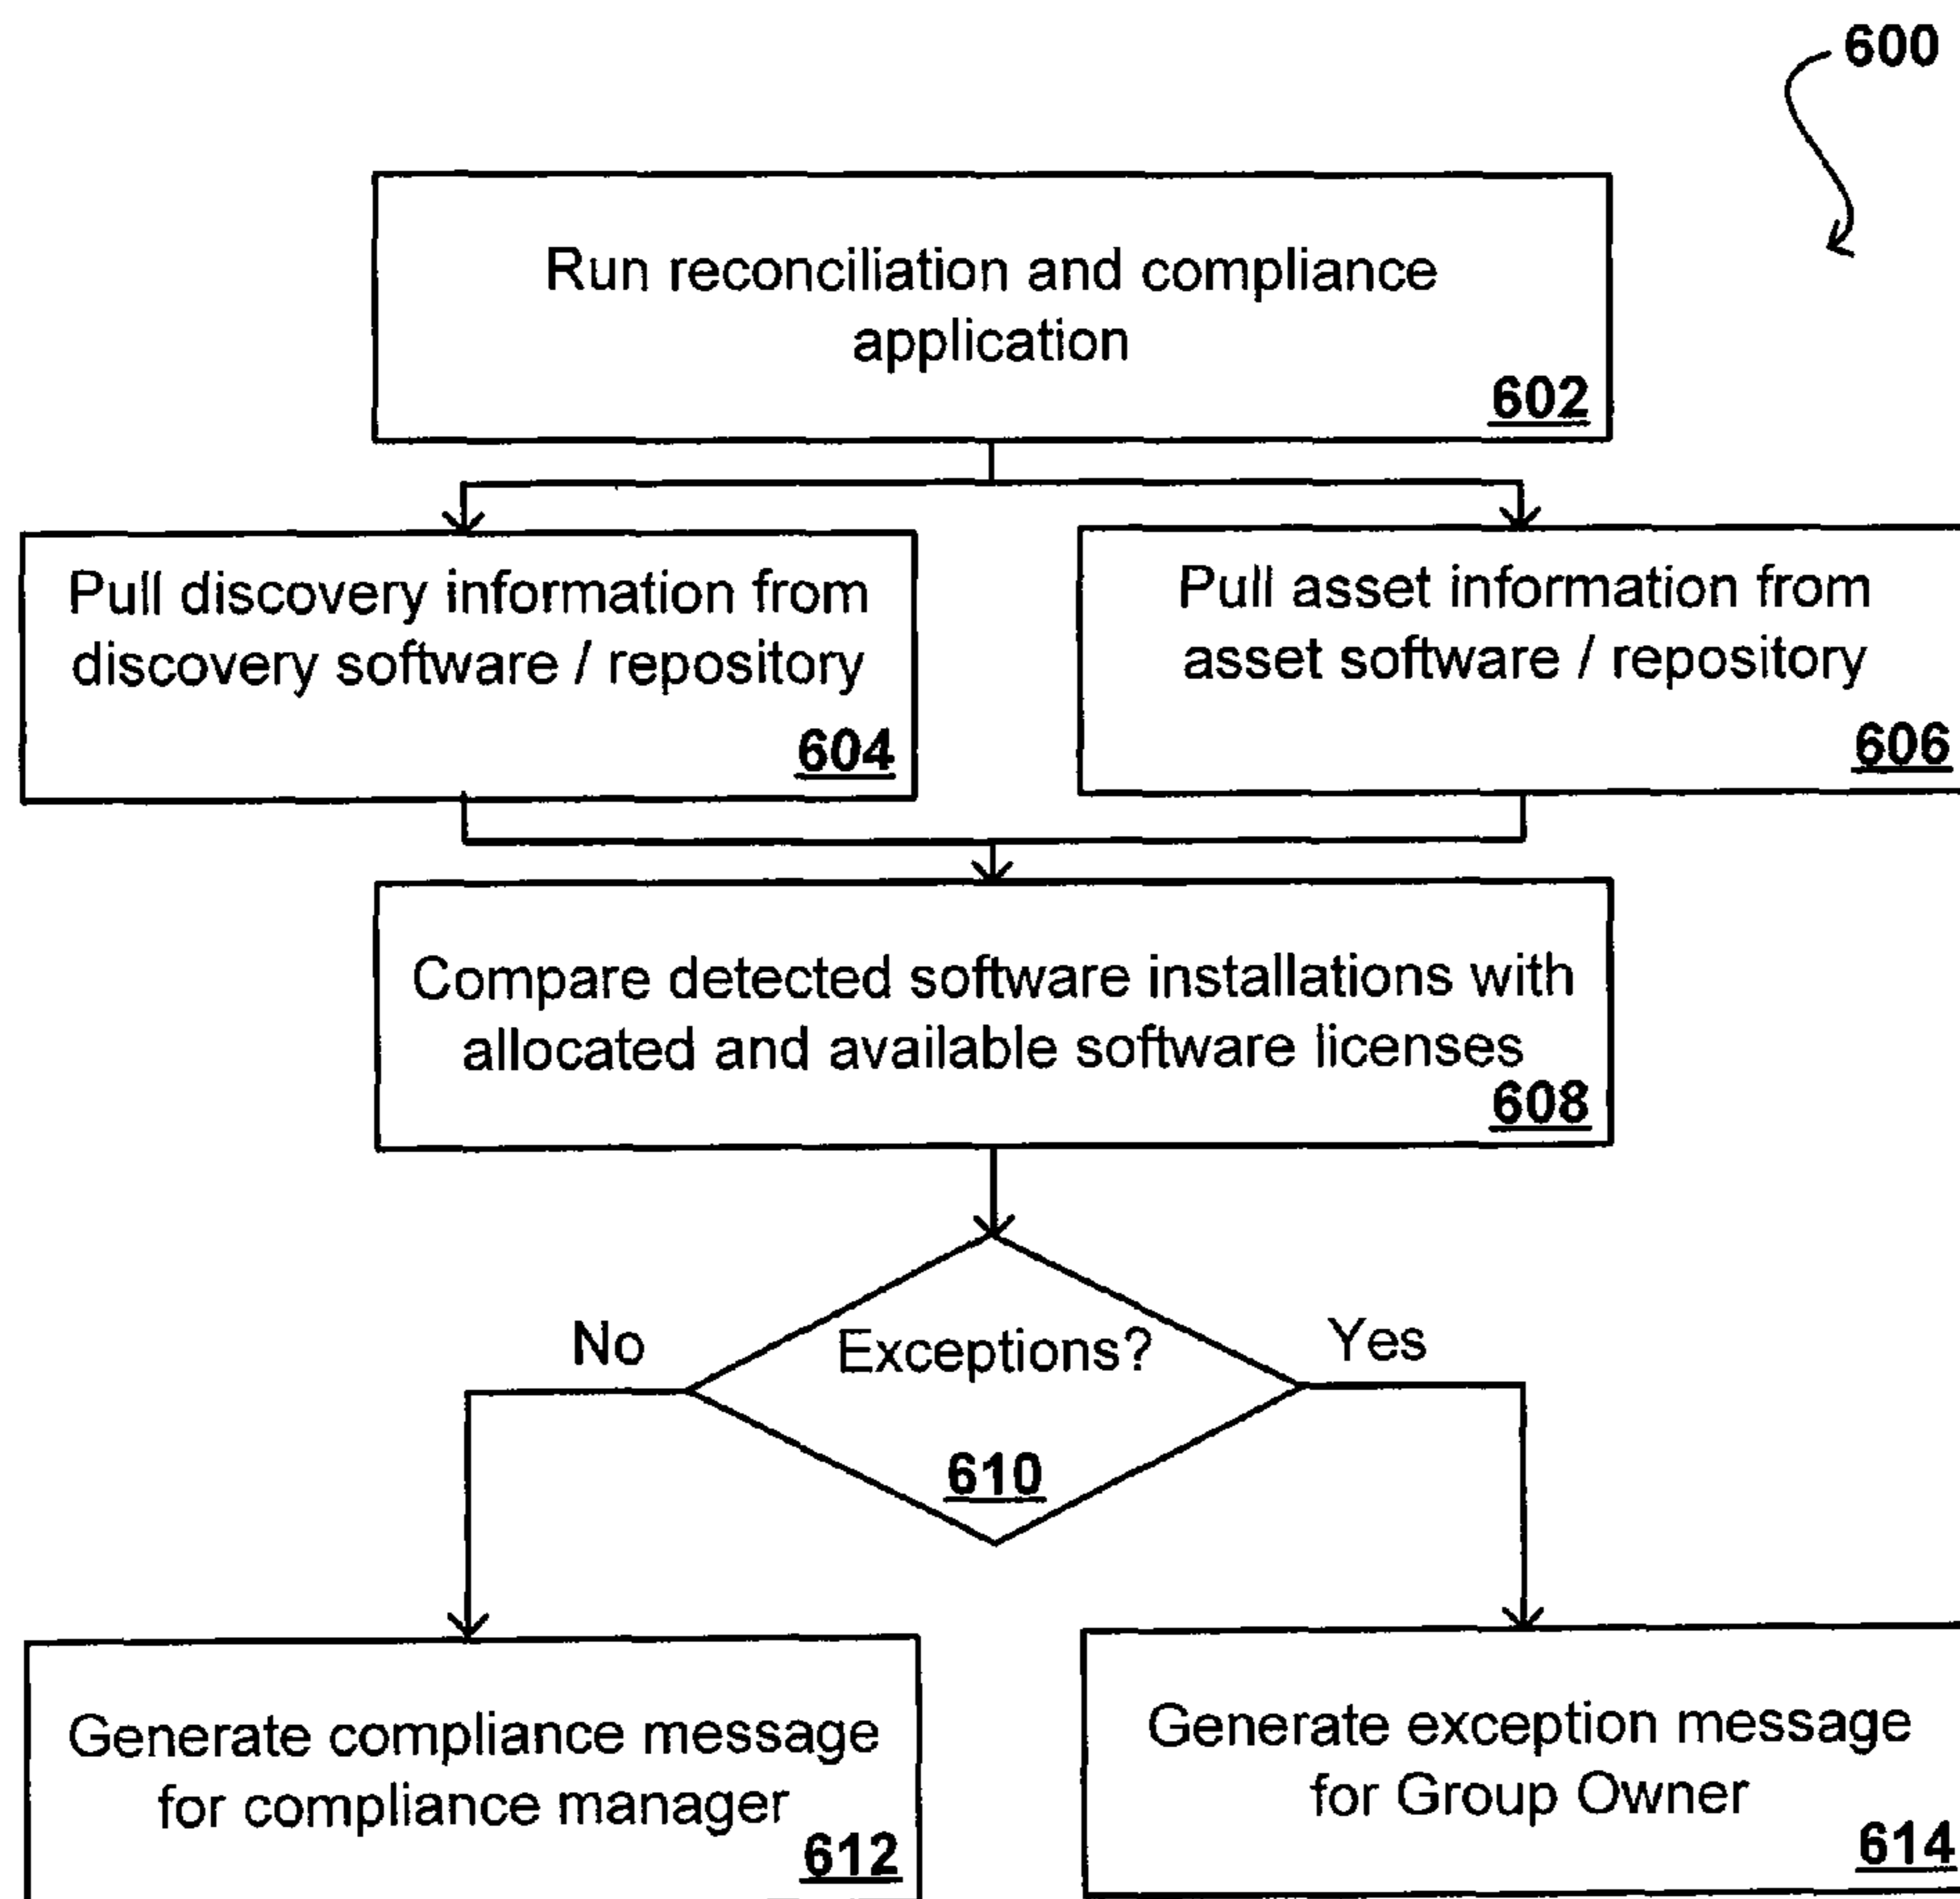 600
Run reconciliation and compliance
application
602
Pull discovery information from
discovery software / repository
604
Pull asset information from
asset software / repository
606
Compare detected software installations with
allocated and available software licenses
608
Exceptions?
610
No
Yes
Generate compliance message
for compliance manager
612
Generate exception message
for Group Owner
614